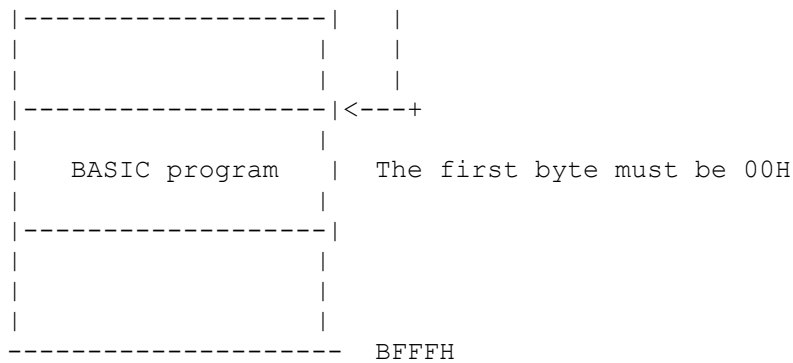 |-------------------|   |
|                   |   |
|                   |   |
|-------------------|<---+
|                   |
|   BASIC program   |  The first byte must be 00H
|                   |
|-------------------|
|                   |
|                   |
|                   |
--------------------- BFFFH